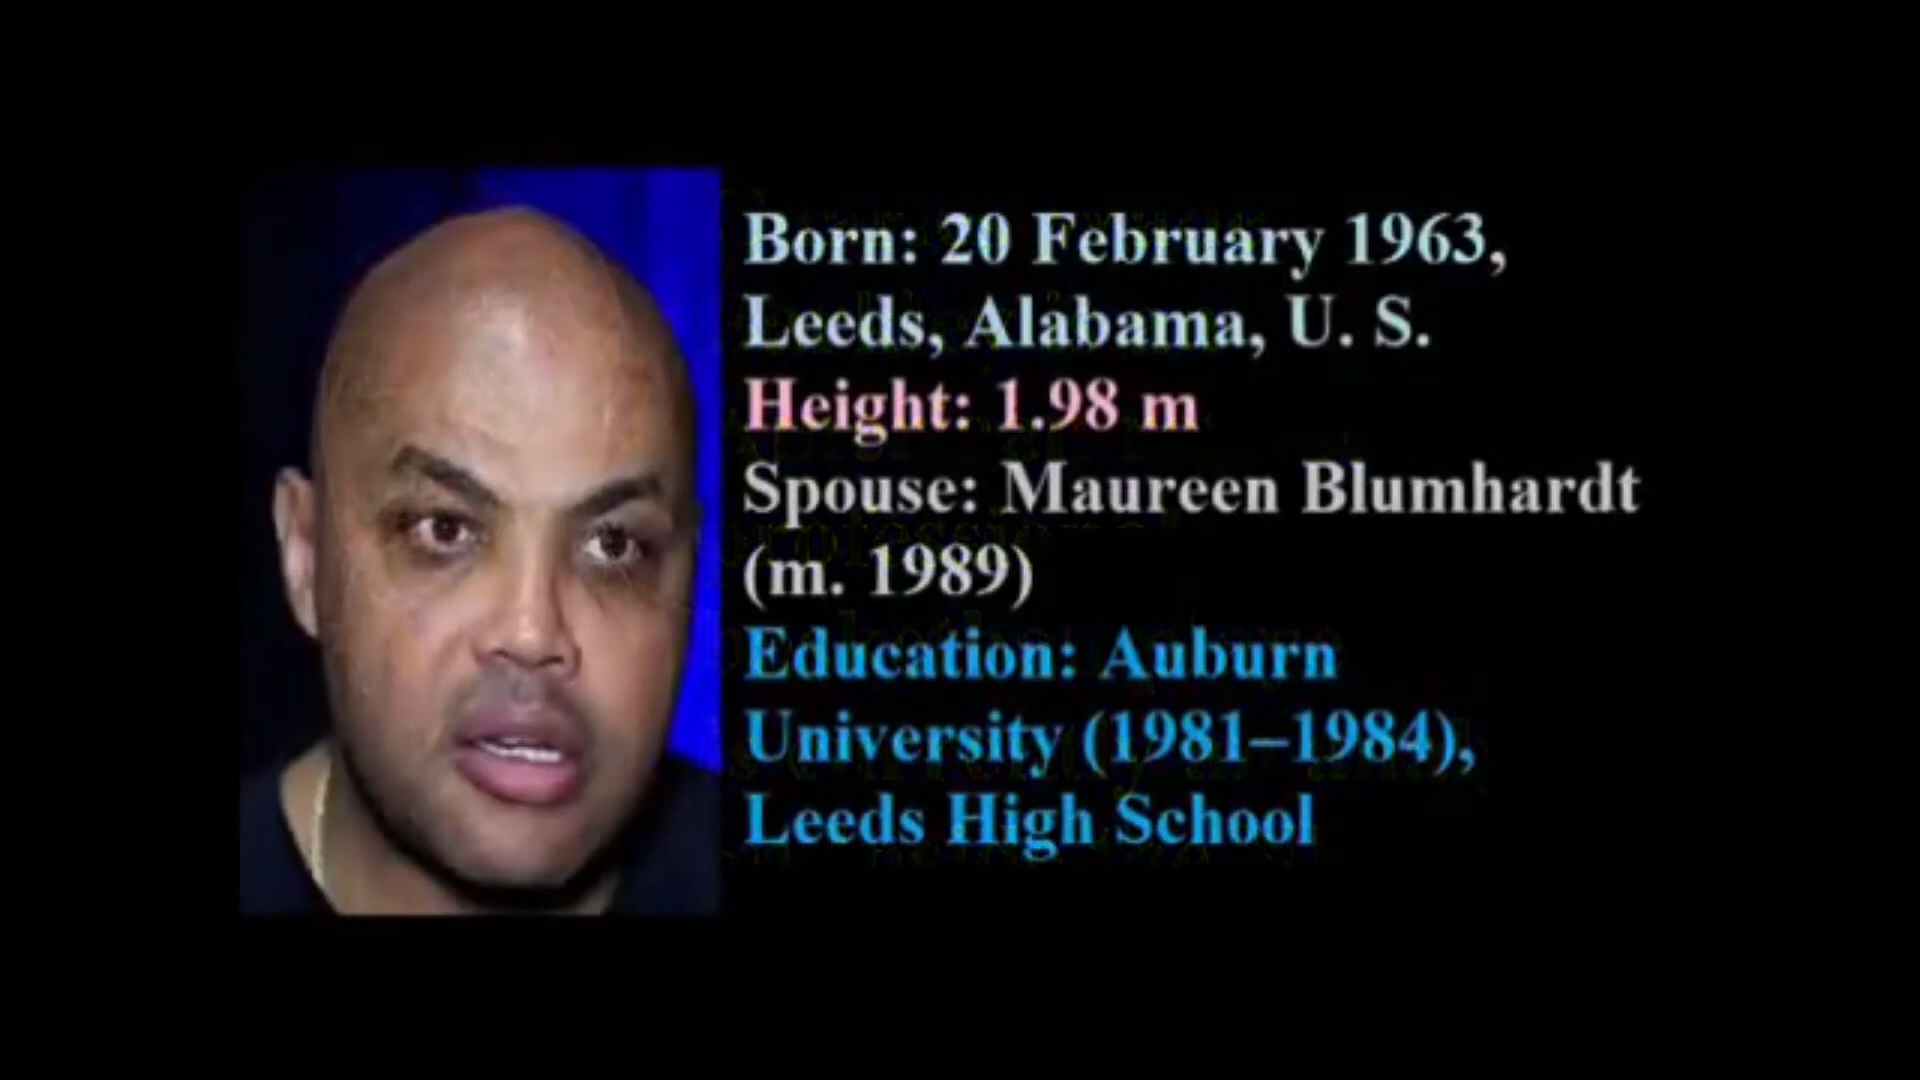 Born: 20 February 1963,
Leeds, Alabama, U. S.
Height: 1.98 m
Spouse: Maureen Blumhardt
(m. 1989)
Education: Auburn
University (1981–1984),
Leeds High School